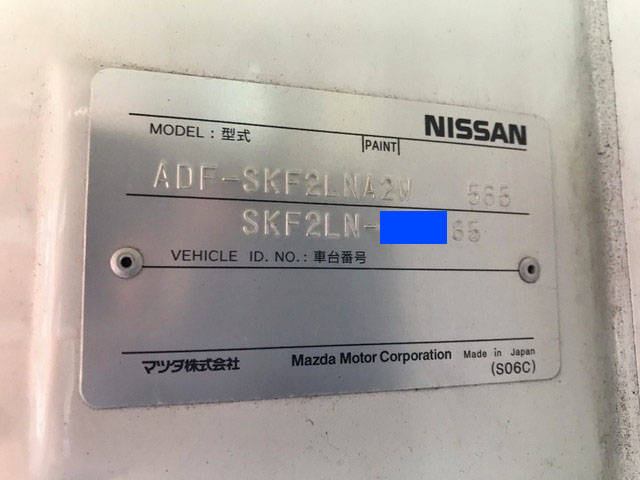 NISSAN
MODEL : 型式 PAINT
ADF-SKF2LNA2W 565
SKF2LN- 65
VEHICLE ID. NO. : 車台番号
マツダ株式会社 Mazda Motor Corporation Made in Japan
(S06C)